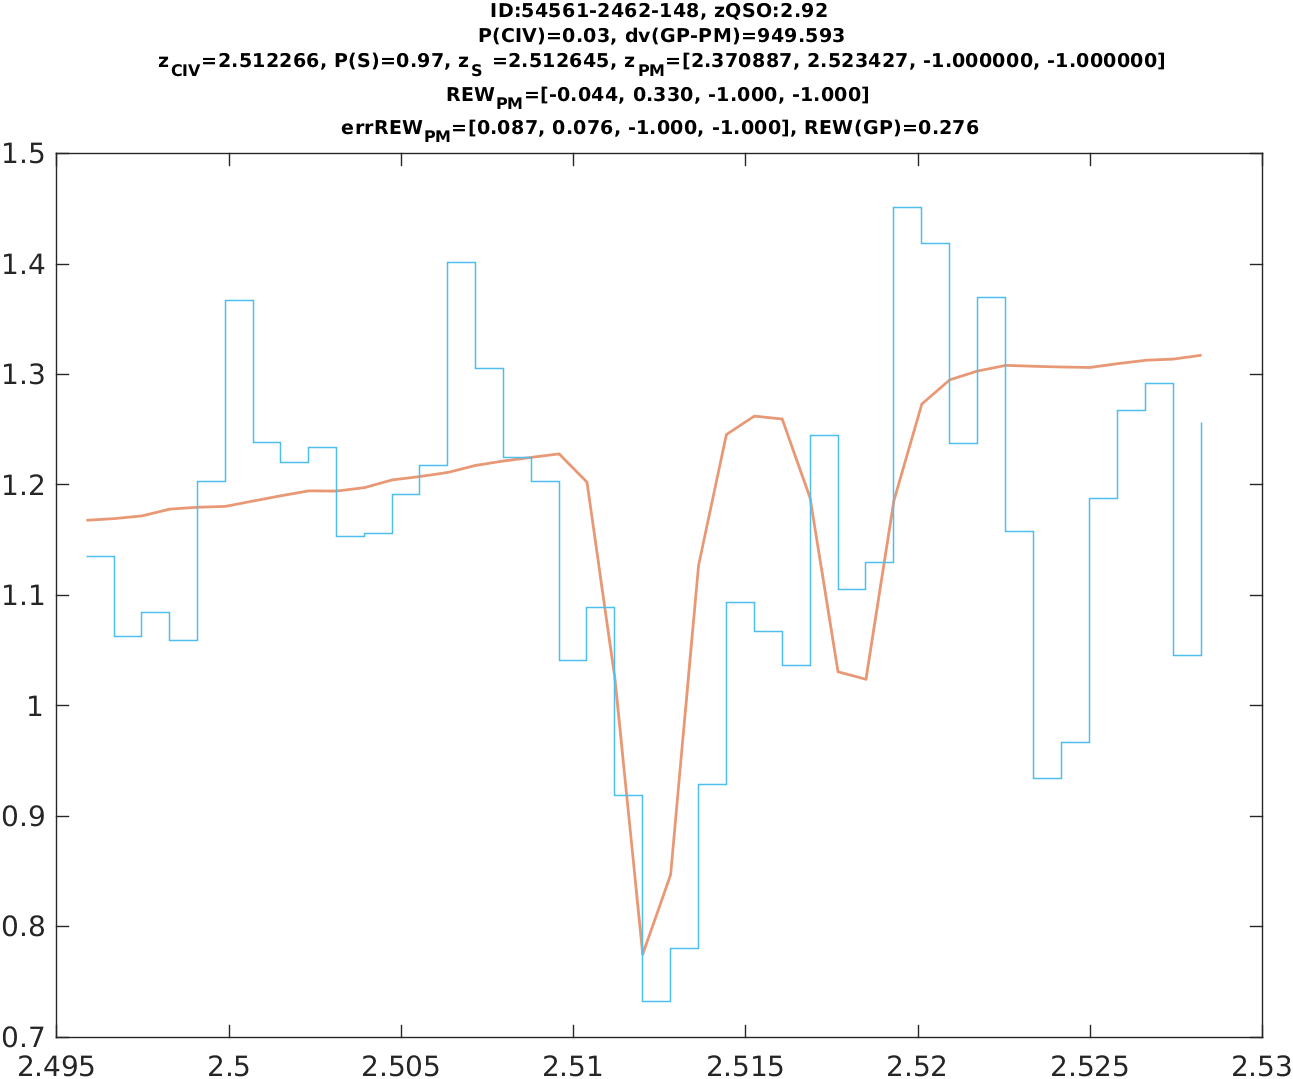 ID:54561-2462-148, zQSO:2.92
P(CIV)=0.03, dv(GP-PM)=949.593
zCIV=2.512266, P(S)=0.97, zS =2.512645, zPM=[2.370887, 2.523427, -1.000000, -1.000000]
REWPM=[-0.044, 0.330, -1.000, -1.000]
errREWPM=[0.087, 0.076, -1.000, -1.000], REW(GP)=0.276
1.5
1.4
1.3
1.2
1.1
1
0.9
0.8
0.7
2.495 2.5 2.505 2.51 2.515 2.52 2.525 2.53